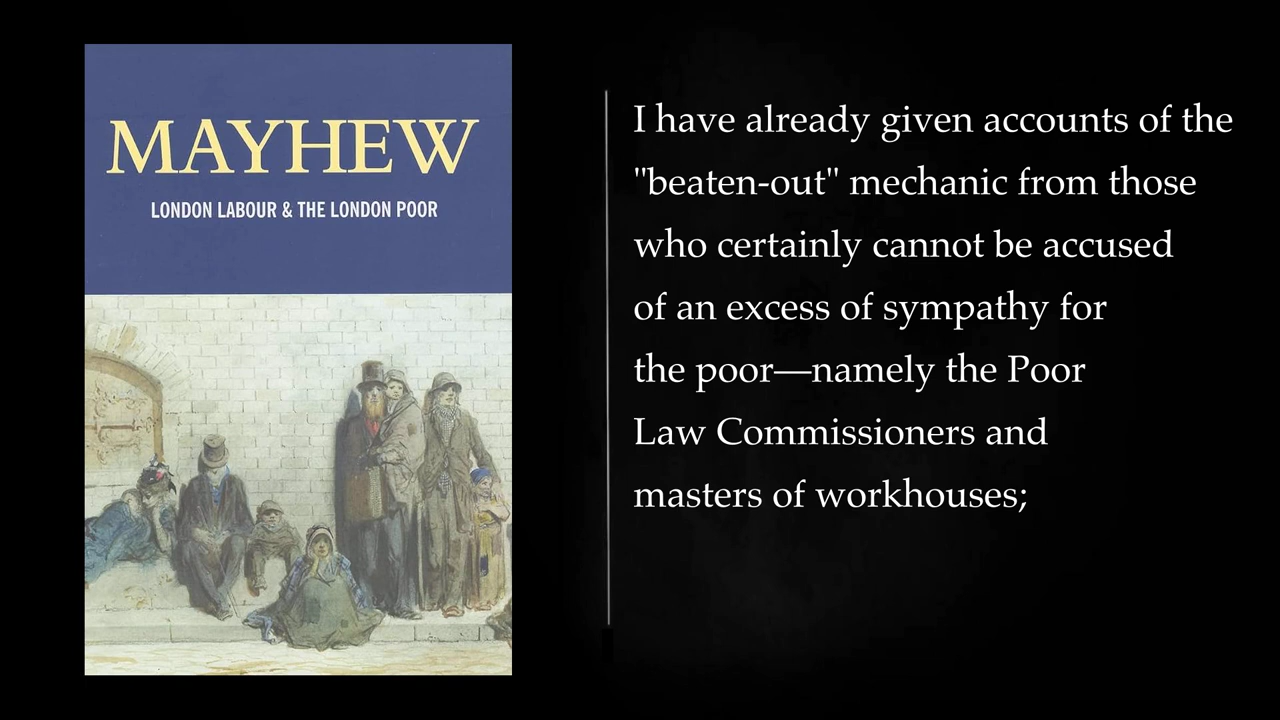 MAYHEW
LONDON LABOUR & THE LONDON POOR
I have already given accounts of the
"beaten-out" mechanic from those
who certainly cannot be accused
of an excess of sympathy for
the poor—namely the Poor
Law Commissioners and
masters of workhouses;